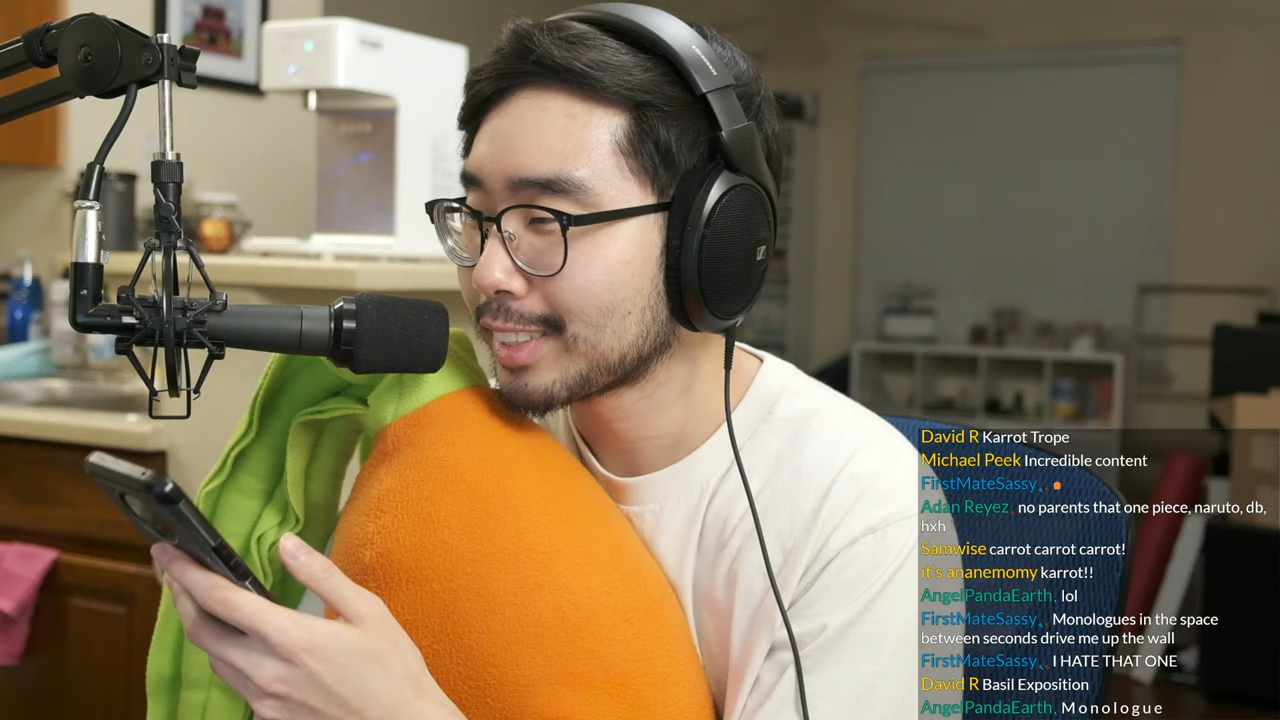 David R Karrot Trope
Michael Peek Incredible content
FirstMateSassy
Adan Reyez no parents that one piece, naruto, db,
hxh
Samwise carrot carrot carrot!
it's ananemomy karrot!!
AngelPandaEarth lol
FirstMateSassy Monologues in the space
between seconds drive me up the wall
FirstMateSassy I HATE THAT ONE
David R Basil Exposition
AngelPandaEarth M o n o l o g u e